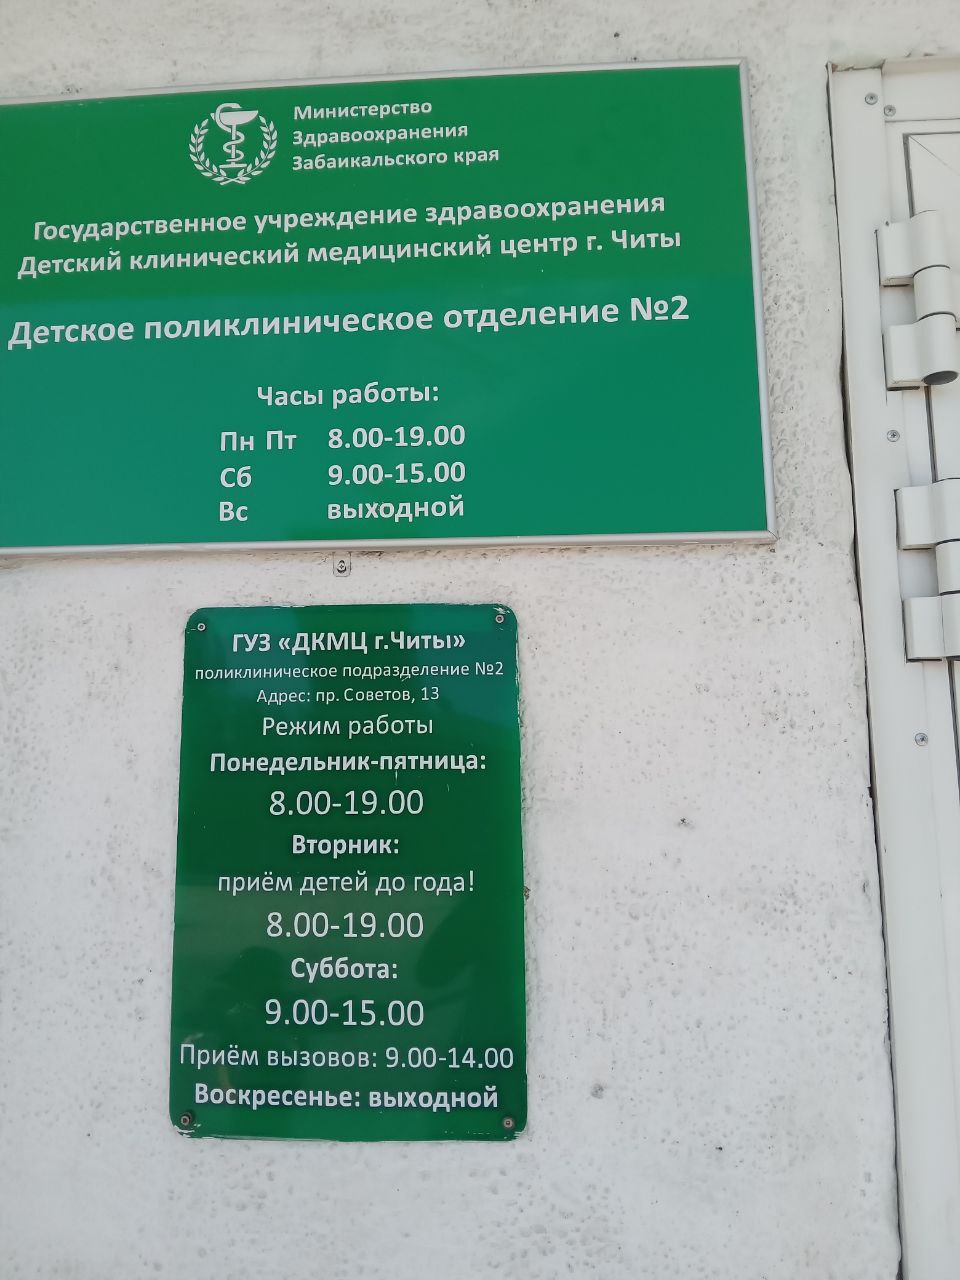 Министерство
Здравоохранения
Забаикальского края
Государственное учреждение здравоохранения
Детский клинический медицинский центр г. Читы
Детское поликлиническое отделение №2
Часы работы:
Пн Пт 8.00-19.00
Сб 9.00-15.00
Вс выходной
ГУЗ «ДКМЦ г.Читы»
поликлиническое подразделение №2
Адрес: пр. Советов, 13
Режим работы
Понедельник-пятница:
8.00-19.00
Вторник:
приём детей до года!
8.00-19.00
Суббота:
9.00-15.00
Приём вызовов: 9.00-14.00
Воскресенье: выходной